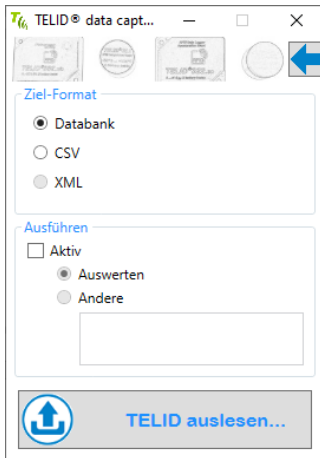 TELID® data capt...
Ziel-Format
Databank
CSV
XML
Ausführen
Aktiv
Auswerten
Andere
TELID auslesen...